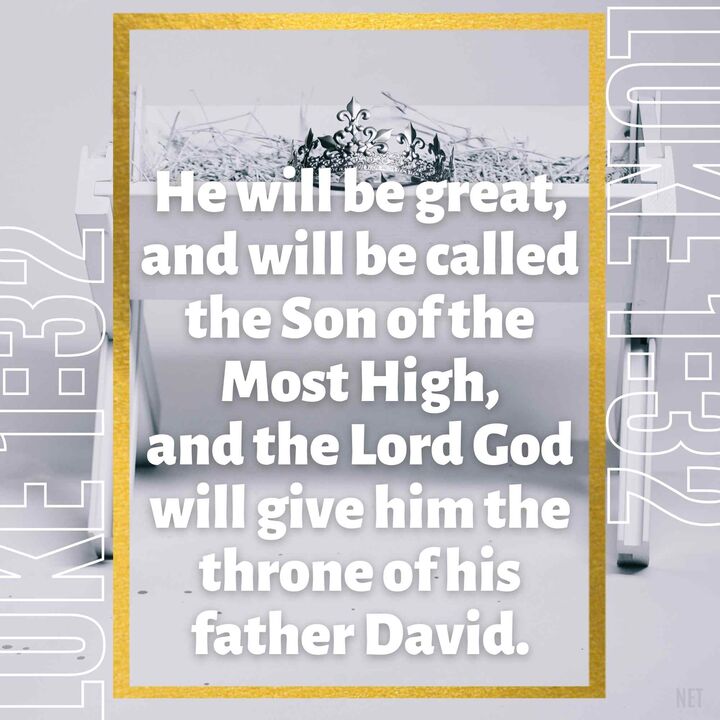 He will be great,
and will be called
the Son of the
Most High,
and the Lord God
will give him the
throne of his
father David.
LUKE 1:32
LUKE 1:32
NET